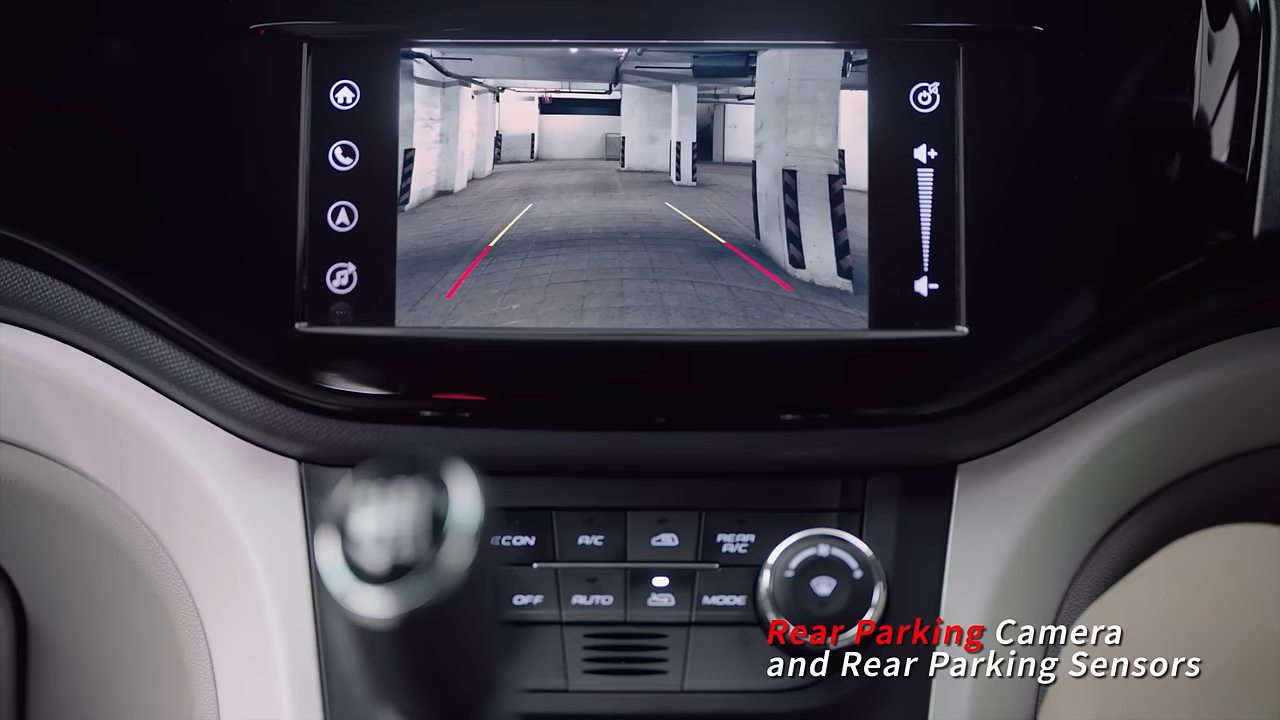 ECON A/C REAR A/C
OFF AUTO MODE
Rear Parking Camera
and Rear Parking Sensors